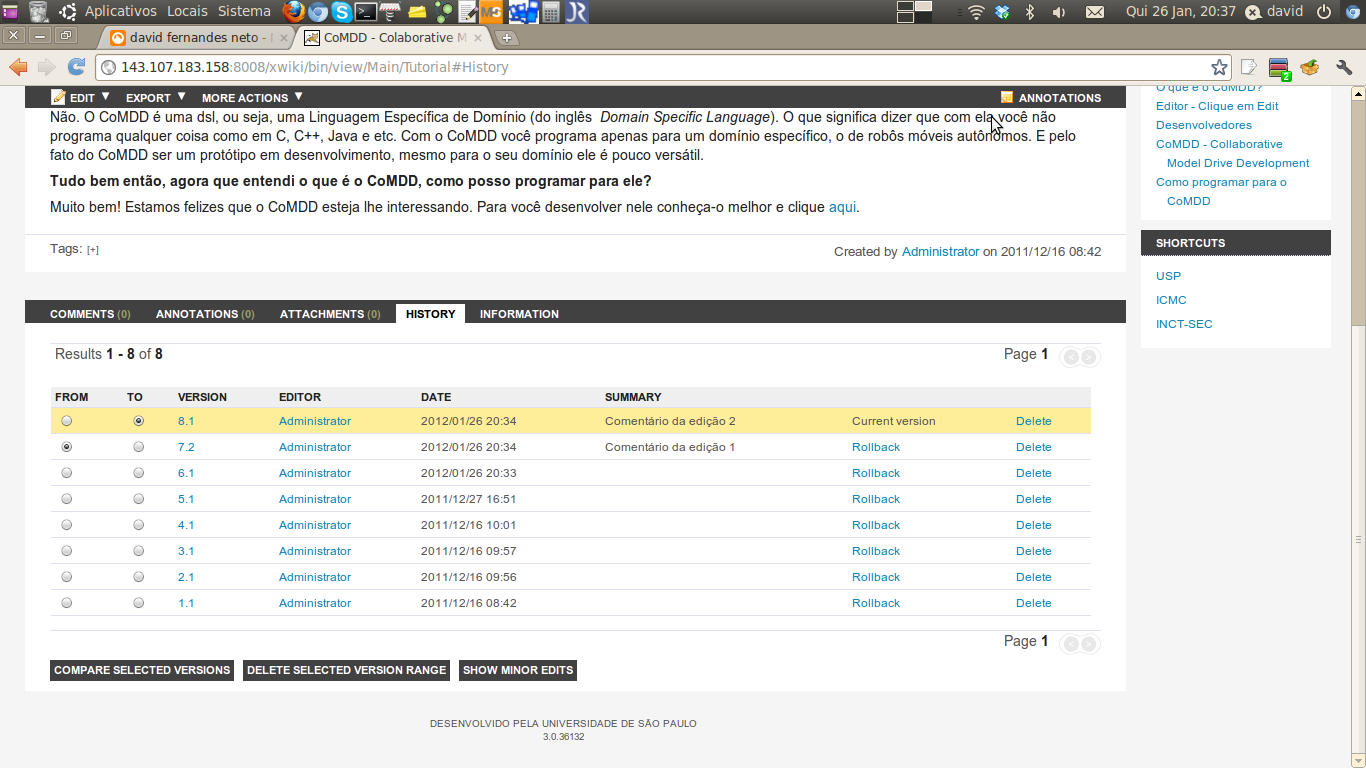 Aplicativos Locais Sistema Qui 26 Jan, 20:37 david
david fernandes neto - CoMDD - Colaborative M
143.107.183.158:8008/xwiki/bin/view/Main/Tutorial#History
EDIT EXPORT MORE ACTIONS ANNOTATIONS
Não. O CoMDD é uma dsl, ou seja, uma Linguagem Específica de Domínio (do inglês Domain Specific Language). O que significa dizer que com ela você não
programa qualquer coisa como em C, C++, Java e etc. Com o CoMDD você programa apenas para um domínio específico, o de robôs móveis autônomos. E pelo
fato do CoMDD ser um protótipo em desenvolvimento, mesmo para o seu domínio ele é pouco versátil.
Tudo bem então, agora que entendi o que é o CoMDD, como posso programar para ele?
Muito bem! Estamos felizes que o CoMDD esteja lhe interessando. Para você desenvolver nele conheça-o melhor e clique aqui.
Tags: [+]
Created by Administrator on 2011/12/16 08:42
O que é o CoMDD?
Editor - Clique em Edit
Desenvolvedores
CoMDD - Collaborative
Model Drive Development
Como programar para o
CoMDD
SHORTCUTS
USP
ICMC
INCT-SEC
COMMENTS (0) ANNOTATIONS (0) ATTACHMENTS (0) HISTORY INFORMATION
Results 1 - 8 of 8 Page 1
FROM TO VERSION EDITOR DATE SUMMARY
8.1 Administrator 2012/01/26 20:34 Comentário da edição 2 Current version Delete
7.2 Administrator 2012/01/26 20:34 Comentário da edição 1 Rollback Delete
6.1 Administrator 2012/01/26 20:33 Rollback Delete
5.1 Administrator 2011/12/27 16:51 Rollback Delete
4.1 Administrator 2011/12/16 10:01 Rollback Delete
3.1 Administrator 2011/12/16 09:57 Rollback Delete
2.1 Administrator 2011/12/16 09:56 Rollback Delete
1.1 Administrator 2011/12/16 08:42 Rollback Delete
Page 1
COMPARE SELECTED VERSIONS DELETE SELECTED VERSION RANGE SHOW MINOR EDITS
DESENVOLVIDO PELA UNIVERSIDADE DE SÃO PAULO
3.0.36132